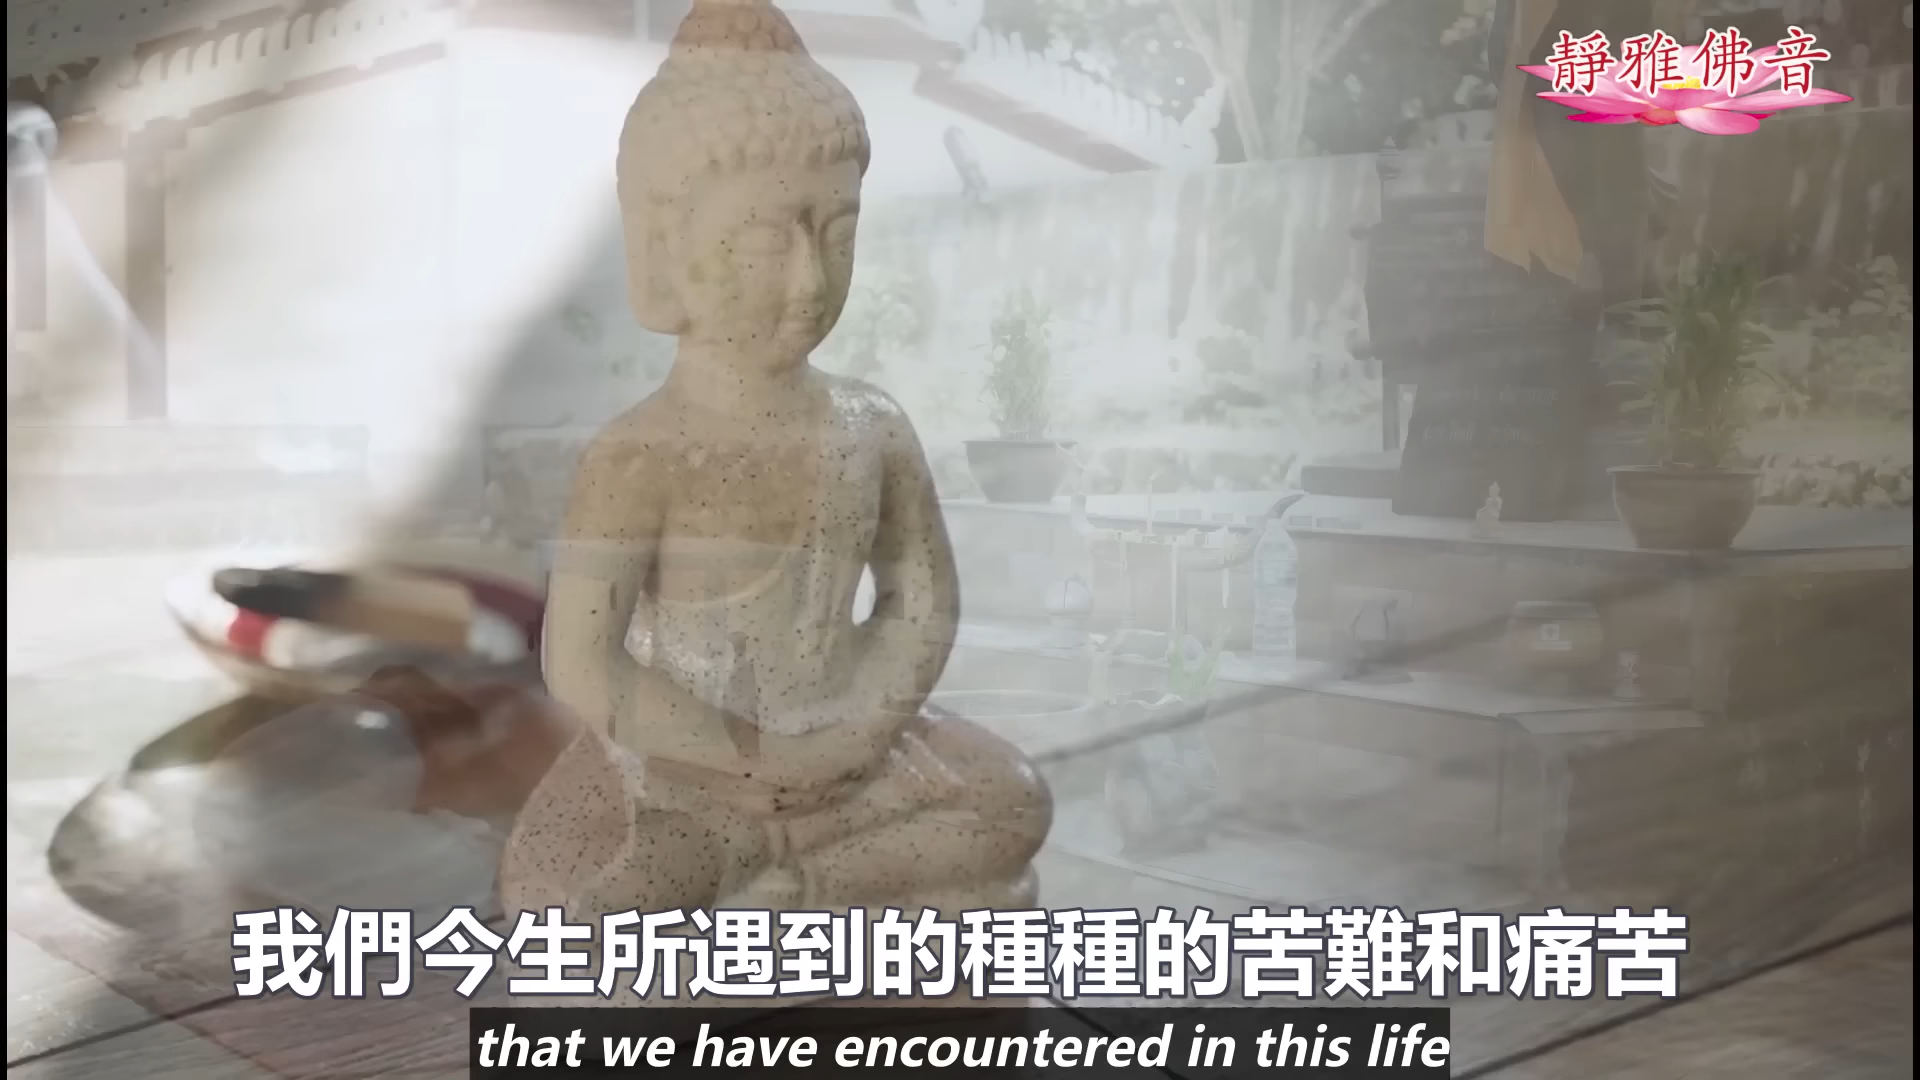 靜雅佛音
我們今生所遇到的種種的苦難和痛苦
that we have encountered in this life